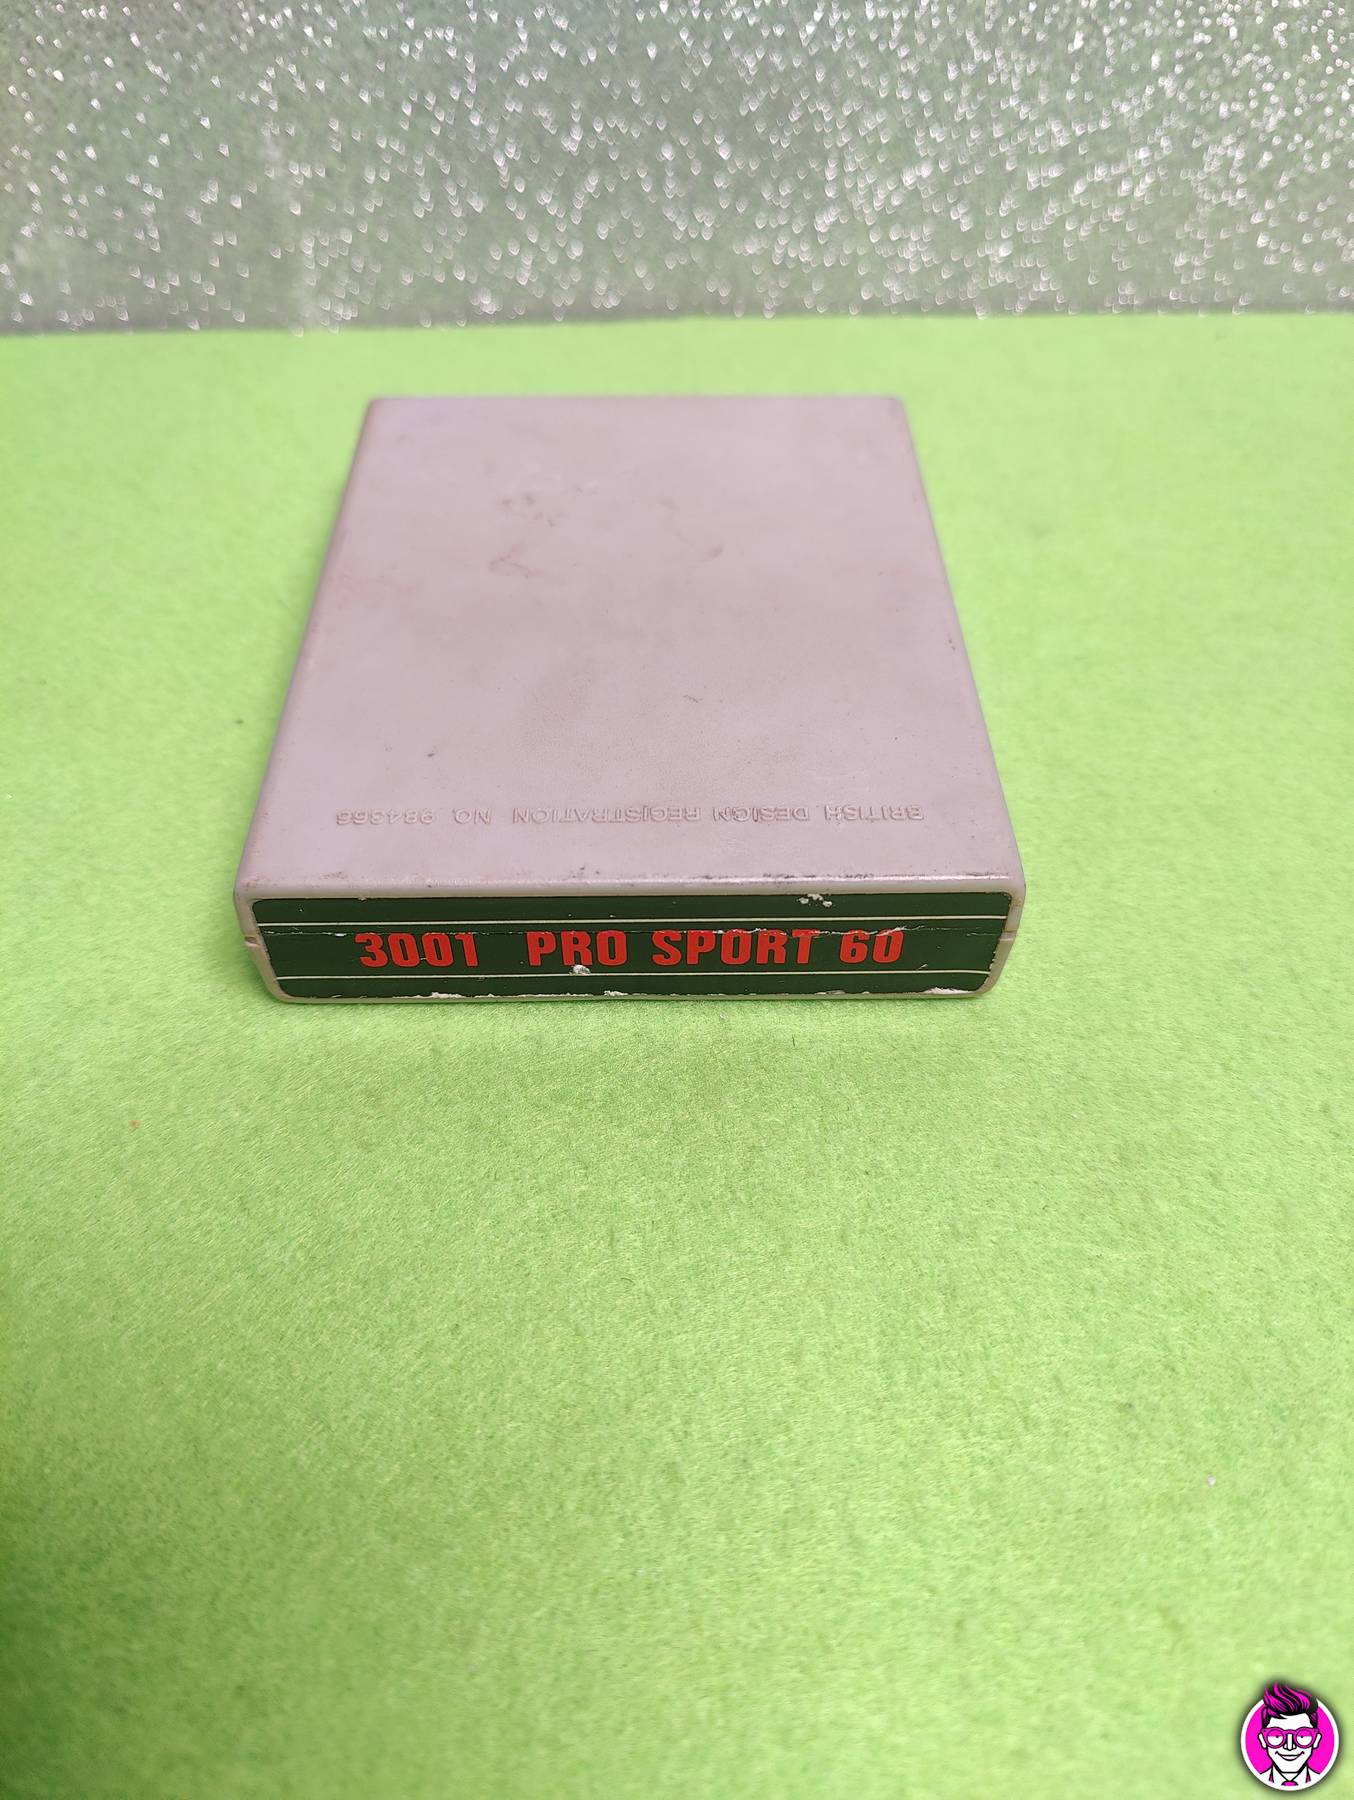 BRITISH DESIGN REGISTRATION NO. 984366
3001 PRO SPORT 60